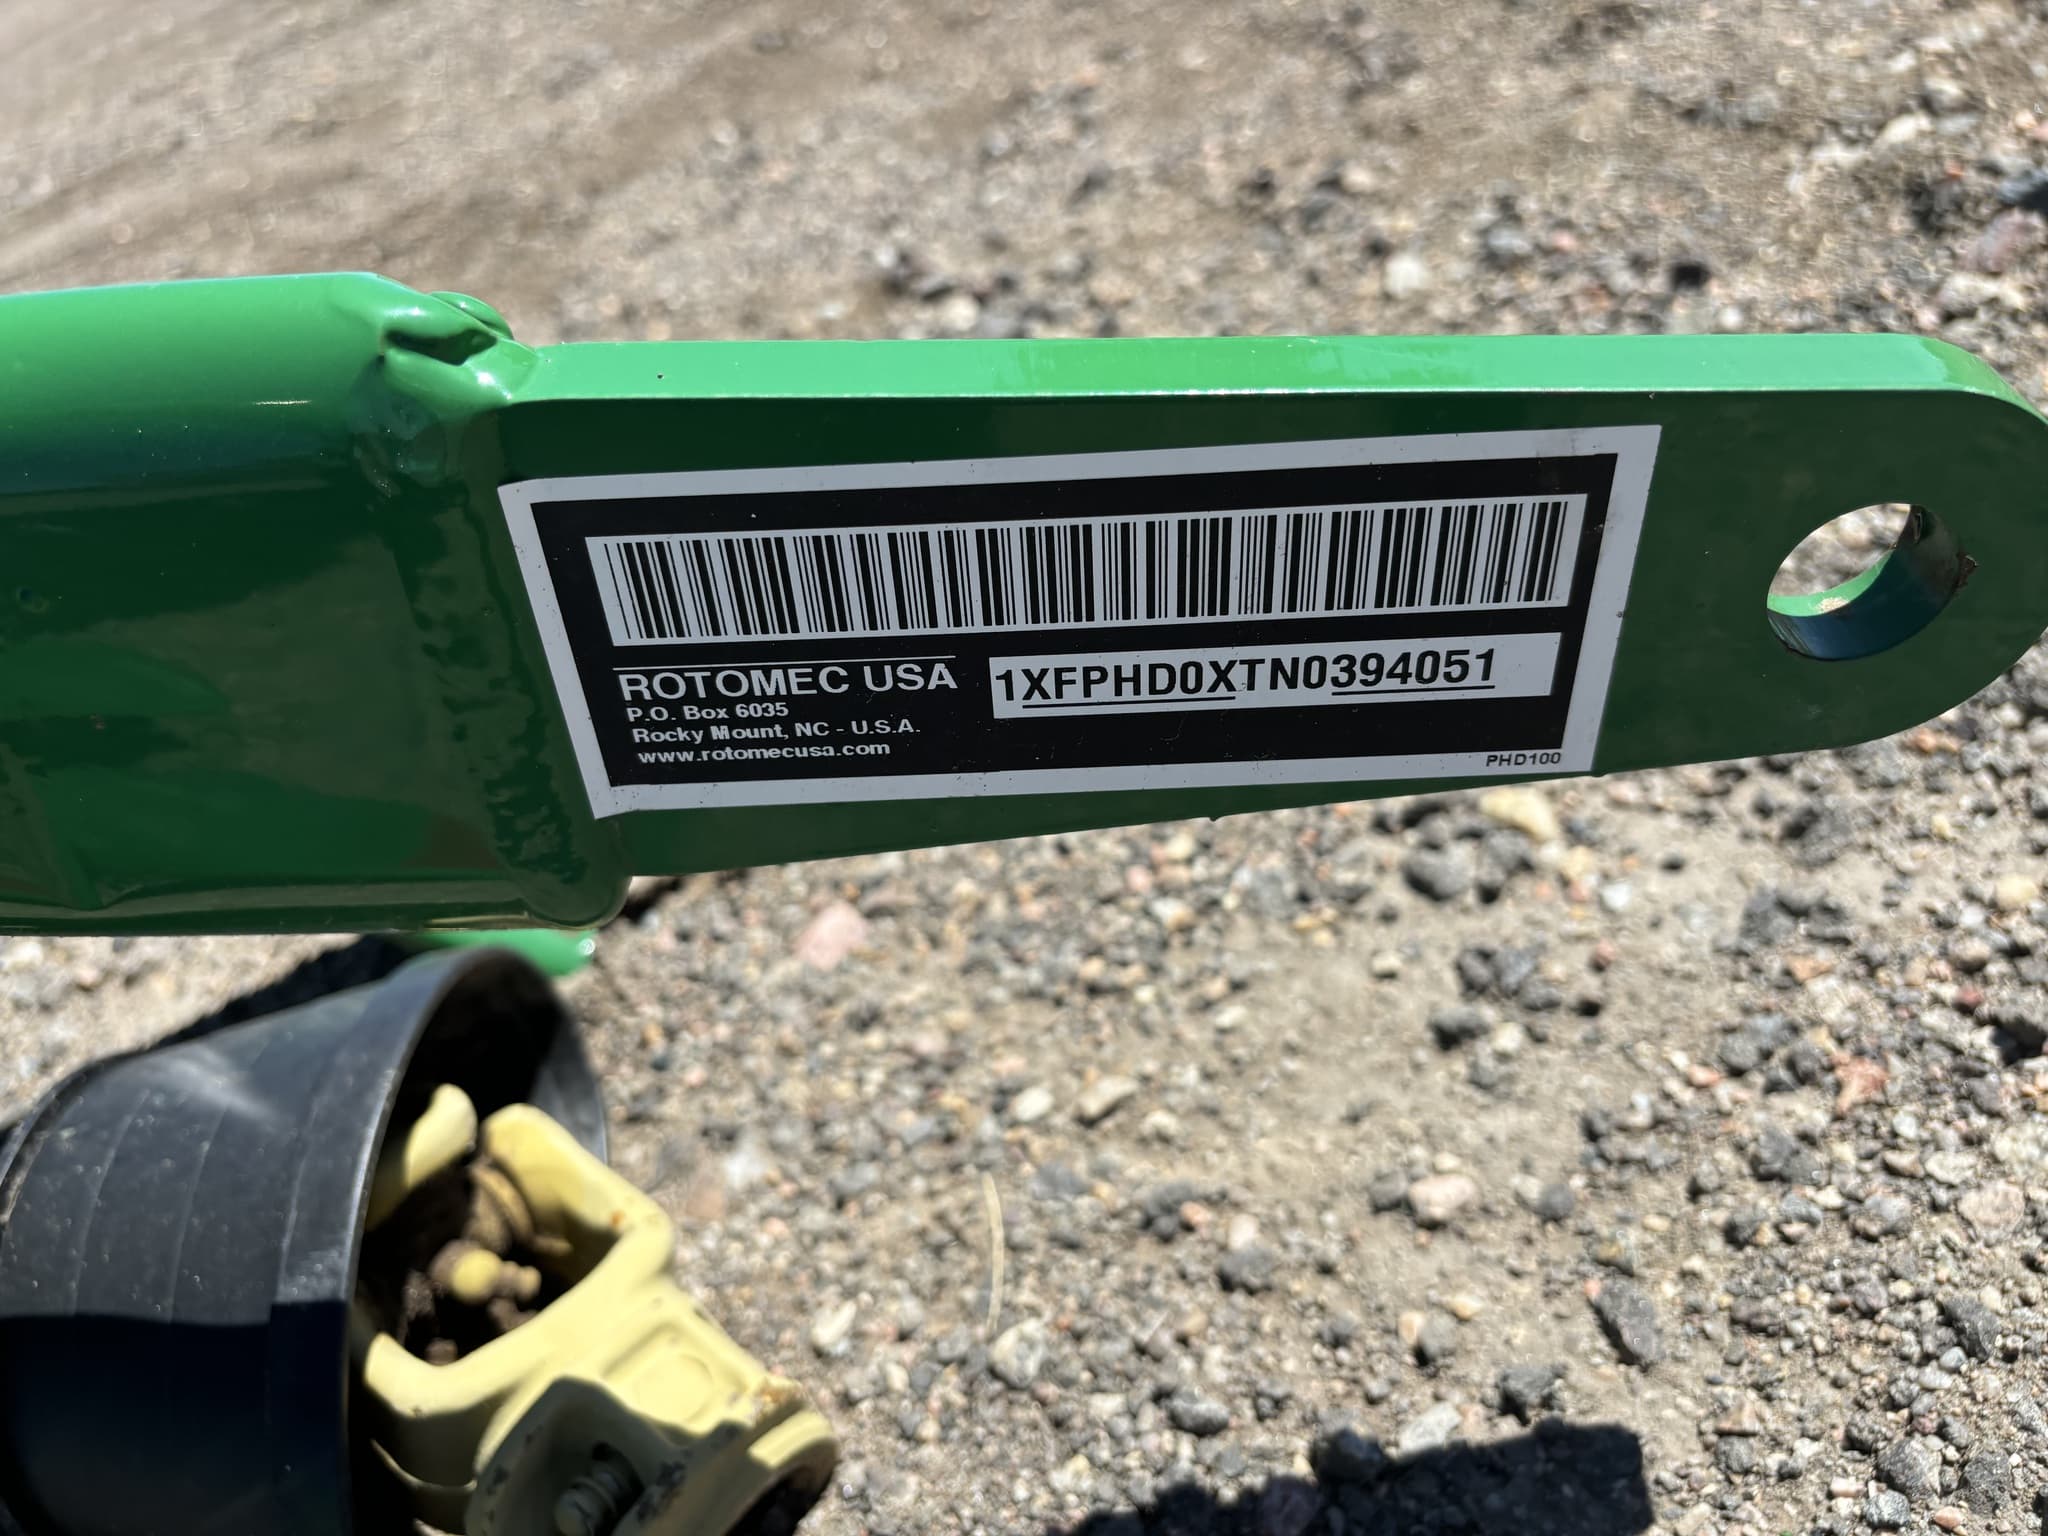 ROTOMEC USA
P.O. Box 6035
Rocky Mount, NC - U.S.A.
www.rotomecusa.com
1XFPHD0XTN0394051
PHD100